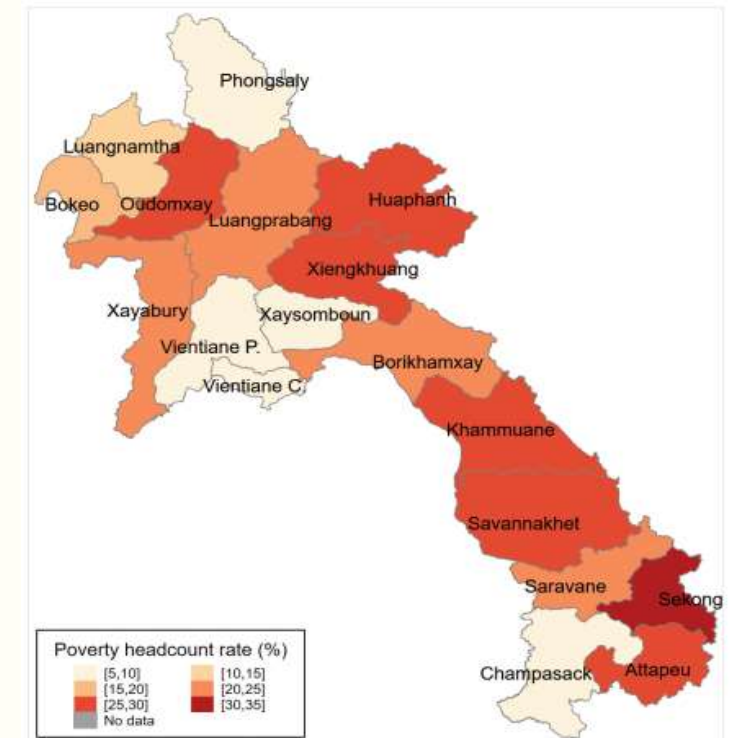 Phongsaly
Luangnamtha
Bokeo
Oudomxay
Luangprabang
Huaphanh
Xiengkhuang
Xayabury
Xaysomboun
Vientiane P.
Borikhamxay
Vientiane C.
Khammuane
Savannakhet
Saravane
Sekong
Champasack
Attapeu
Poverty headcount rate (%)
[5,10] [10,15]
[15,20] [20,25]
[25,30] [30,35]
No data